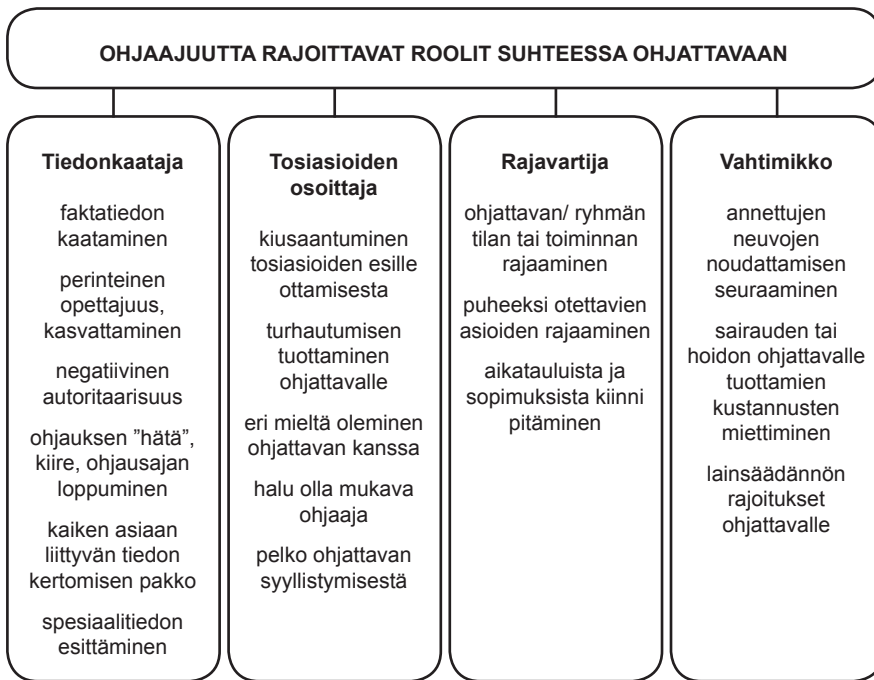 OHJAAJUUTTA RAJOITTAVAT ROOLIT SUHTEESSA OHJATTAVAAN
Tiedonkaataja
faktatiedon
kaataminen
perinteinen
opettajuus,
kasvattaminen
negatiivinen
autoritaarisuus
ohjauksen ”hätä”,
kiire, ohjausajan
loppuminen
kaiken asiaan
liittyvän tiedon
kertomisen pakko
spesiaalitiedon
esittäminen
Tosiasioiden
osoittaja
kiusaantuminen
tosiasioiden esille
ottamisesta
turhautumisen
tuottaminen
ohjattavalle
eri mieltä oleminen
ohjattavan kanssa
halu olla mukava
ohjaaja
pelko ohjattavan
syyllistymisestä
Rajavartija
ohjattavan/ ryhmän
tilan tai toiminnan
rajaaminen
puheeksi otettavien
asioiden rajaaminen
aikatauluista ja
sopimuksista kiinni
pitäminen
Vahtimikko
annettujen
neuvojen
noudattamisen
seuraaminen
sairauden tai
hoidon ohjattavalle
tuottamien
kustannusten
miettiminen
lainsäädännön
rajoitukset
ohjattavalle